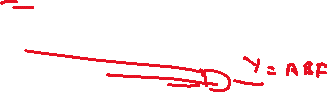 Y = ABF